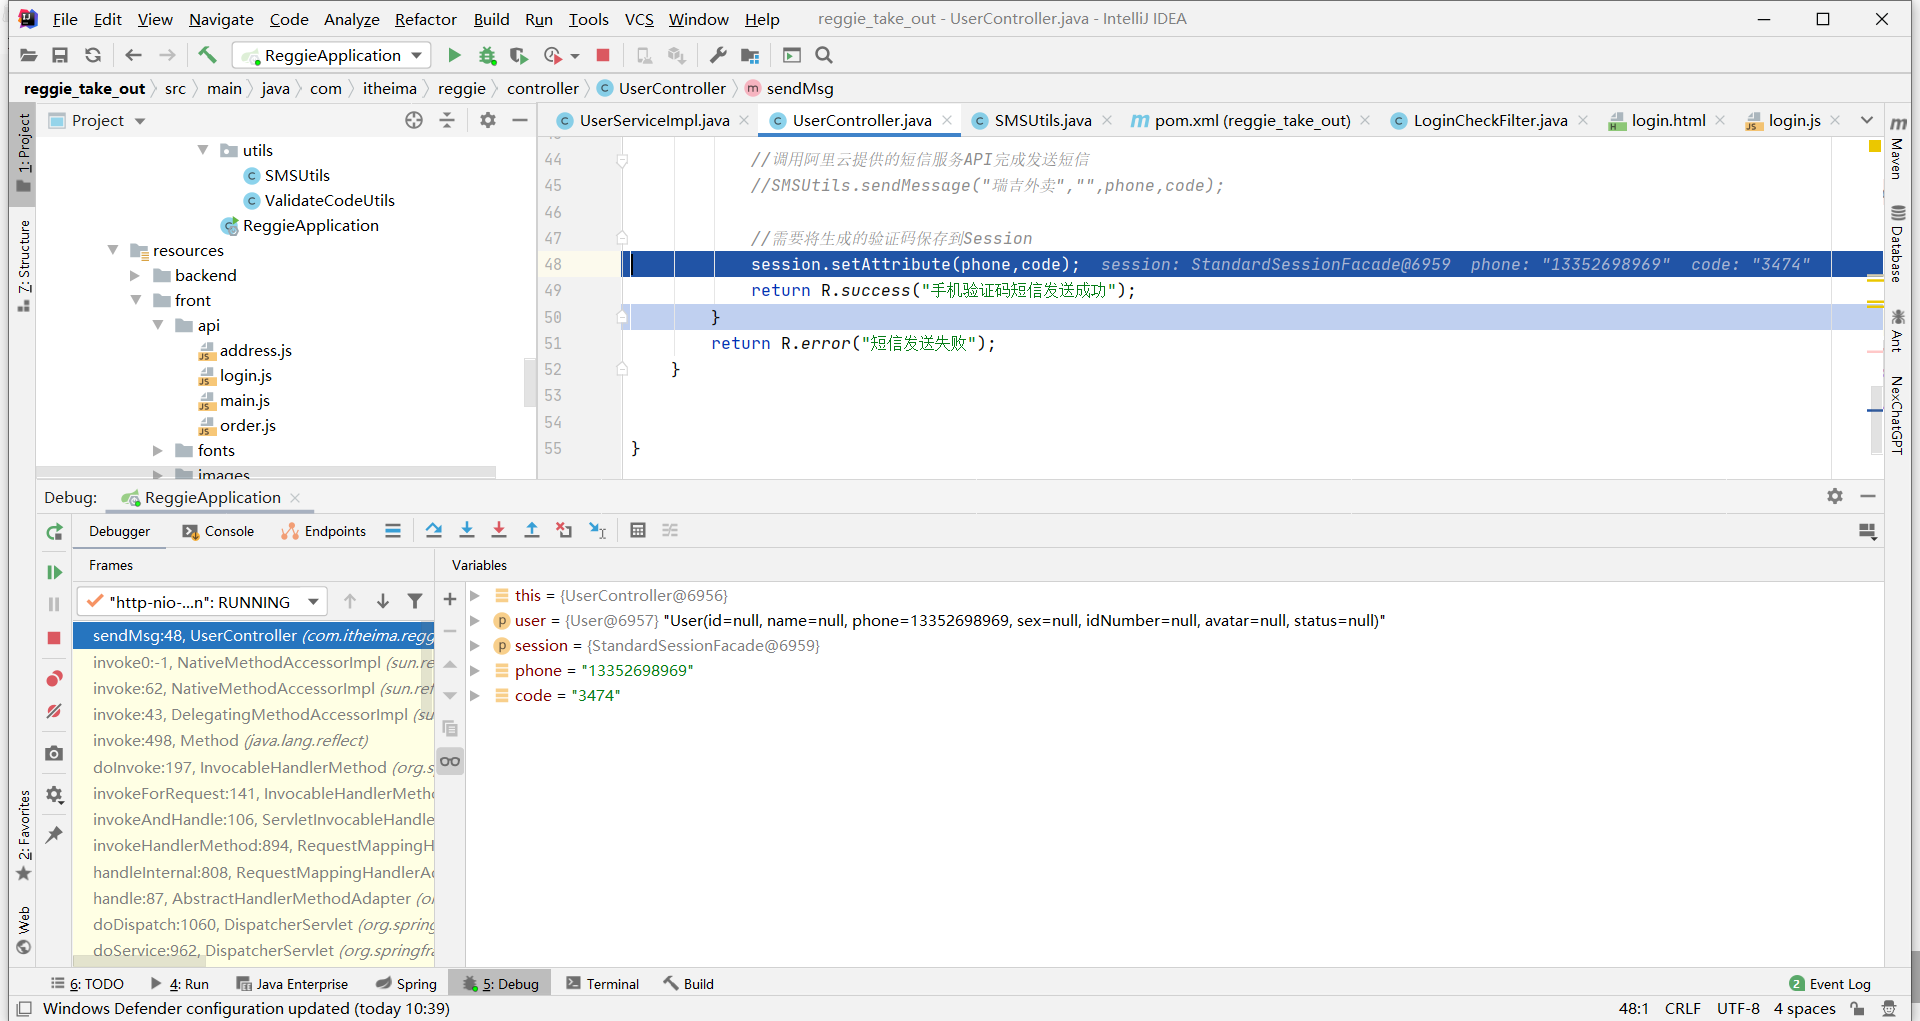 File Edit View Navigate Code Analyze Refactor Build Run Tools VCS Window Help reggie_take_out - UserController.java - IntelliJ IDEA
ReggieApplication
reggie_take_out src main java com itheima reggie controller UserController sendMsg
Project
UserServiceImpl.java UserController.java SMSUtils.java pom.xml (reggie_take_out) LoginCheckFilter.java login.html login.js
1: Project
Z: Structure
2: Favorites
Web
utils
SMSUtils
ValidateCodeUtils
ReggieApplication
resources
backend
front
api
address.js
login.js
main.js
order.js
fonts
images
44 //调用阿里云提供的短信服务API完成发送短信
45 //SMSUtils.sendMessage("瑞吉外卖","",phone,code);
46
47 //需要将生成的验证码保存到Session
48 session.setAttribute(phone,code); session: StandardSessionFacade@6959 phone: "13352698969" code: "3474"
49 return R.success("手机验证码短信发送成功");
50 }
51 return R.error("短信发送失败");
52 }
53
54
55 }
Maven
Database
Ant
NexChatGPT
Debug: ReggieApplication
Debugger Console Endpoints
Frames
Variables
"http-nio-...n": RUNNING
sendMsg:48, UserController (com.itheima.regg
invoke0:-1, NativeMethodAccessorImpl (sun.re
invoke:62, NativeMethodAccessorImpl (sun.ref
invoke:43, DelegatingMethodAccessorImpl (su
invoke:498, Method (java.lang.reflect)
doInvoke:197, InvocableHandlerMethod (org.s
invokeForRequest:141, InvocableHandlerMetho
invokeAndHandle:106, ServletInvocableHandle
invokeHandlerMethod:894, RequestMappingH
handleInternal:808, RequestMappingHandlerAd
handle:87, AbstractHandlerMethodAdapter (or
doDispatch:1060, DispatcherServlet (org.spring
doService:962, DispatcherServlet (org.springfra
this = {UserController@6956}
user = {User@6957} "User(id=null, name=null, phone=13352698969, sex=null, idNumber=null, avatar=null, status=null)"
session = {StandardSessionFacade@6959}
phone = "13352698969"
code = "3474"
6: TODO 4: Run Java Enterprise Spring 5: Debug Terminal Build 2 Event Log
Windows Defender configuration updated (today 10:39) 48:1 CRLF UTF-8 4 spaces